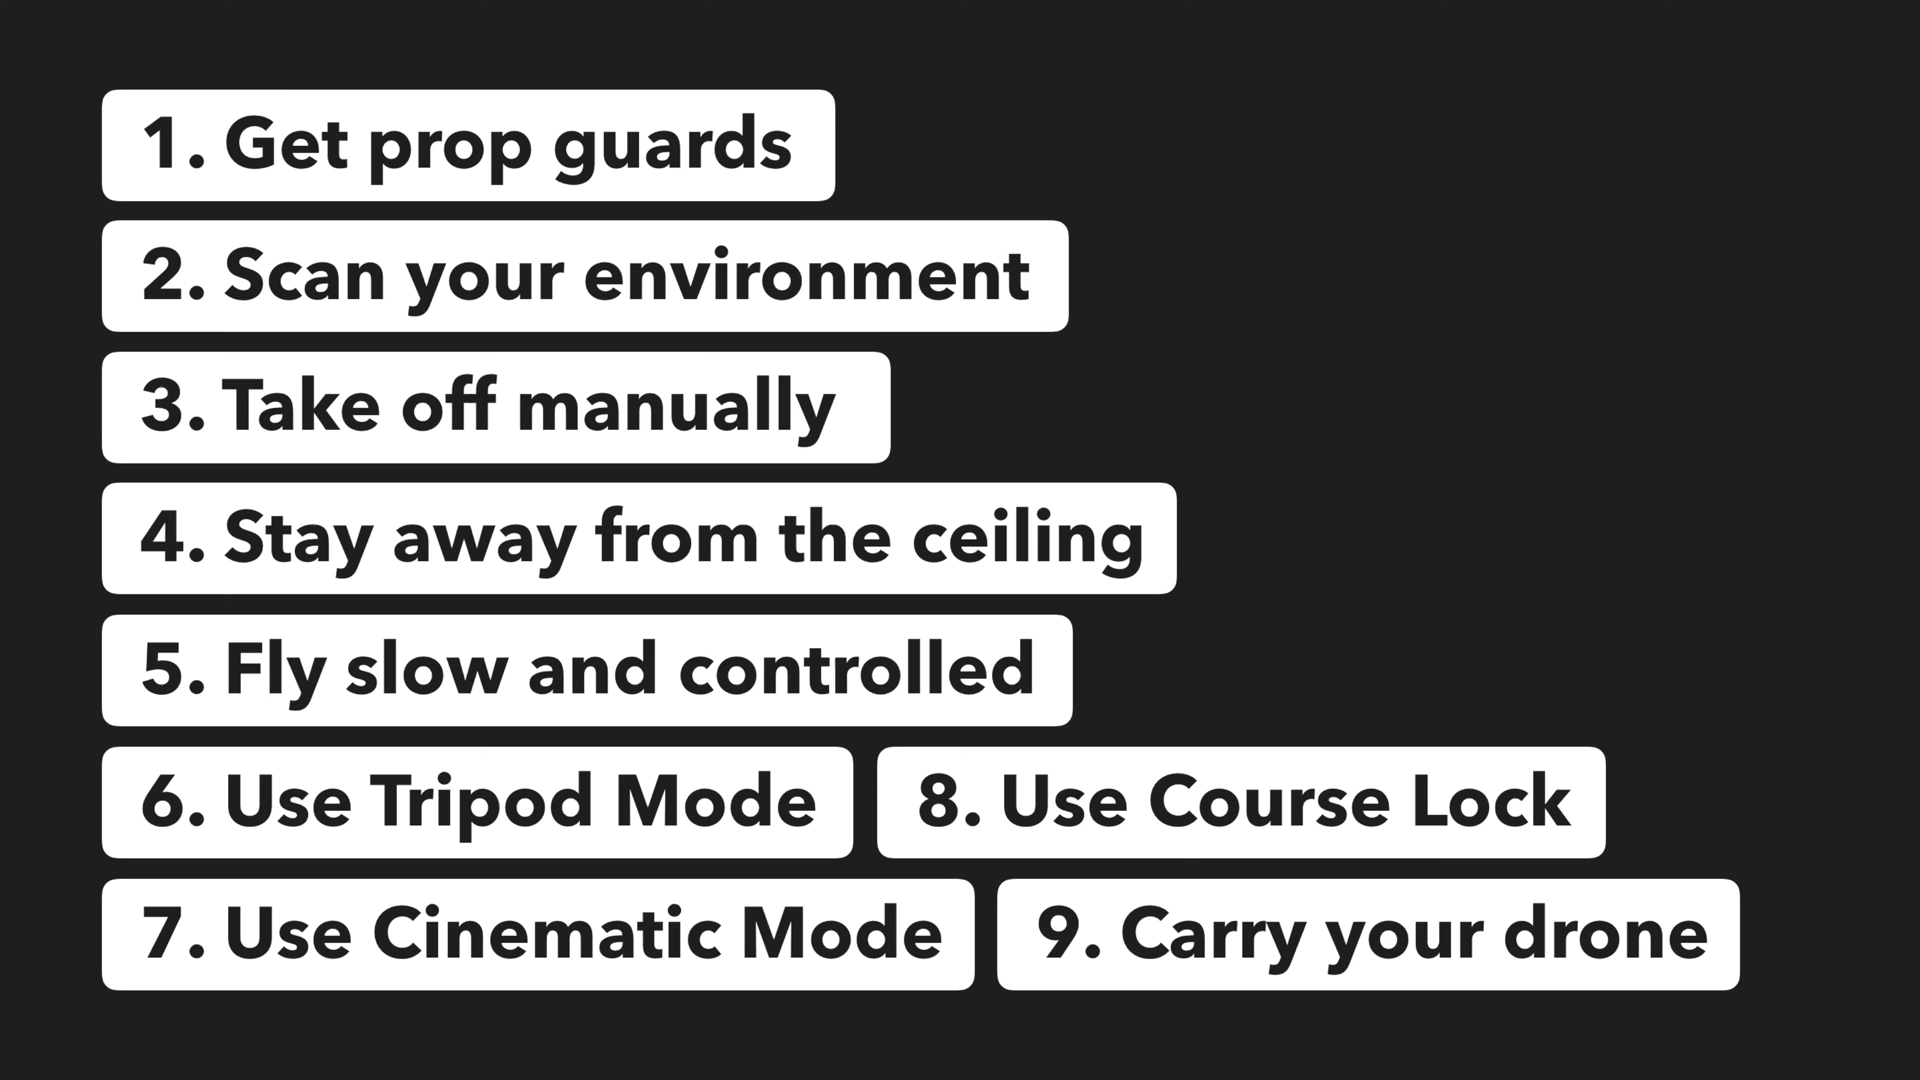 1. Get prop guards
2. Scan your environment
3. Take off manually
4. Stay away from the ceiling
5. Fly slow and controlled
6. Use Tripod Mode
7. Use Cinematic Mode
8. Use Course Lock
9. Carry your drone